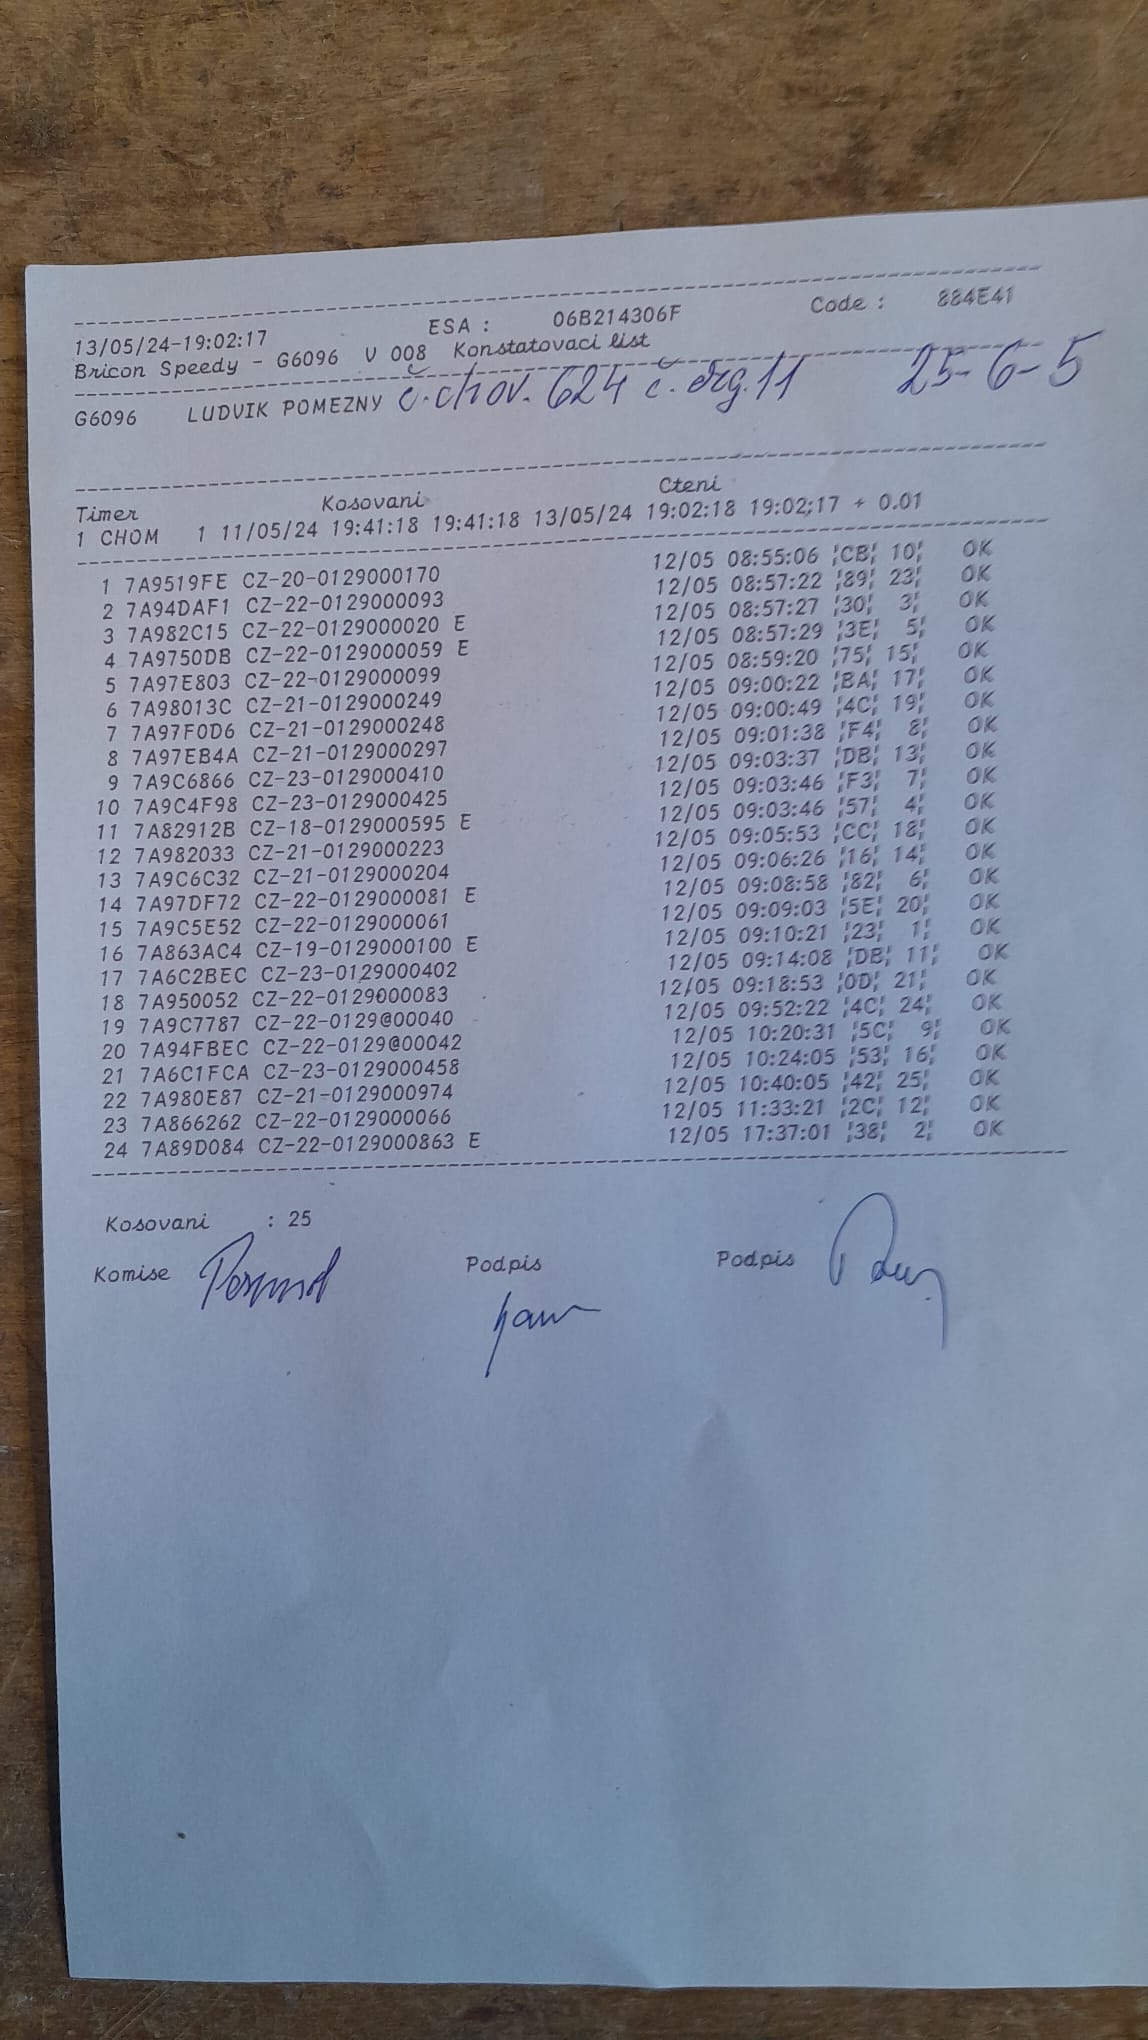 13/05/24-19:02:17 ESA : 06B214306F Code : 884E41
Bricon Speedy - G6096 V 008 Konstatovaci list
G6096 LUDVIK POMEZNY č.chov. 624 č. org. 11 25-6-5
Kosovani Cteni
Timer
1 CHOM 1 11/05/24 19:41:18 19:41:18 13/05/24 19:02:18 19:02:17 + 0.01
1 7A9519FE CZ-20-0129000170 12/05 08:55:06 ¦CB¦ 10¦ OK
2 7A94DAF1 CZ-22-0129000093 12/05 08:57:22 ¦89¦ 23¦ OK
3 7A982C15 CZ-22-0129000020 E 12/05 08:57:27 ¦30¦ 3¦ OK
4 7A9750DB CZ-22-0129000059 E 12/05 08:57:29 ¦3E¦ 5¦ OK
5 7A97E803 CZ-22-0129000099 12/05 08:59:20 ¦75¦ 15¦ OK
6 7A98013C CZ-21-0129000249 12/05 09:00:22 ¦BA¦ 17¦ OK
7 7A97F0D6 CZ-21-0129000248 12/05 09:00:49 ¦4C¦ 19¦ OK
8 7A97EB4A CZ-21-0129000297 12/05 09:01:38 ¦F4¦ 8¦ OK
9 7A9C6866 CZ-23-0129000410 12/05 09:03:37 ¦DB¦ 13¦ OK
10 7A9C4F98 CZ-23-0129000425 12/05 09:03:46 ¦F3¦ 7¦ OK
11 7A82912B CZ-18-0129000595 E 12/05 09:03:46 ¦57¦ 4¦ OK
12 7A982033 CZ-21-0129000223 12/05 09:05:53 ¦CC¦ 18¦ OK
13 7A9C6C32 CZ-21-0129000204 12/05 09:06:26 ¦16¦ 14¦ OK
14 7A97DF72 CZ-22-0129000081 E 12/05 09:08:58 ¦82¦ 6¦ OK
15 7A9C5E52 CZ-22-0129000061 12/05 09:09:03 ¦5E¦ 20¦ OK
16 7A863AC4 CZ-19-0129000100 E 12/05 09:10:21 ¦23¦ 1¦ OK
17 7A6C2BEC CZ-23-0129000402 12/05 09:14:08 ¦DB¦ 11¦ OK
18 7A950052 CZ-22-0129000083 12/05 09:18:53 ¦0D¦ 21¦ OK
19 7A9C7787 CZ-22-0129@00040 12/05 09:52:22 ¦4C¦ 24¦ OK
20 7A94FBEC CZ-22-0129@00042 12/05 10:20:31 ¦5C¦ 9¦ OK
21 7A6C1FCA CZ-23-0129000458 12/05 10:24:05 ¦53¦ 16¦ OK
22 7A980E87 CZ-21-0129000974 12/05 10:40:05 ¦42¦ 25¦ OK
23 7A866262 CZ-22-0129000066 12/05 11:33:21 ¦2C¦ 12¦ OK
24 7A89D084 CZ-22-0129000863 E 12/05 17:37:01 ¦38¦ 2¦ OK
Kosovani : 25
Komise Podpis Podpis